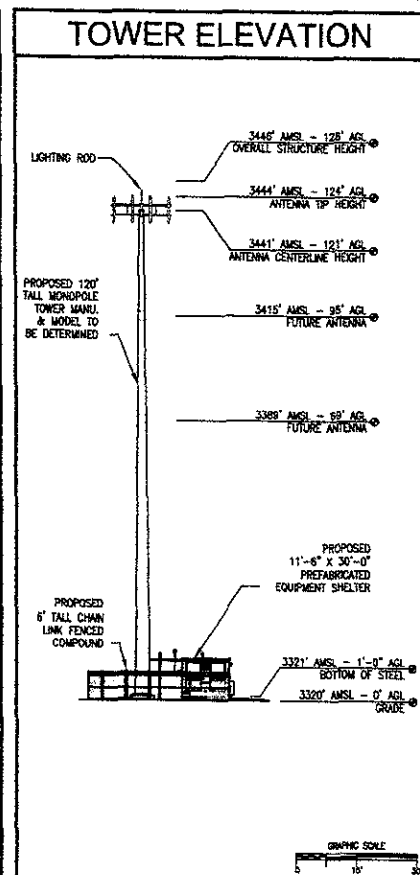 TOWER ELEVATION
3446' AMSL - 126' AGL
OVERALL STRUCTURE HEIGHT
LIGHTING ROD
3444' AMSL - 124' AGL
ANTENNA TIP HEIGHT
3441' AMSL - 121' AGL
ANTENNA CENTERLINE HEIGHT
PROPOSED 120'
TALL MONOPOLE
TOWER MANU.
& MODEL TO
BE DETERMINED
3415' AMSL - 95' AGL
FUTURE ANTENNA
3389' AMSL - 69' AGL
FUTURE ANTENNA
PROPOSED
11'-6" X 30'-0"
PREFABRICATED
EQUIPMENT SHELTER
PROPOSED
6' TALL CHAIN
LINK FENCED
COMPOUND
3321' AMSL - 1'-0" AGL
BOTTOM OF STEEL
3320' AMSL - 0' AGL
GRADE
GRAPHIC SCALE
0 15'